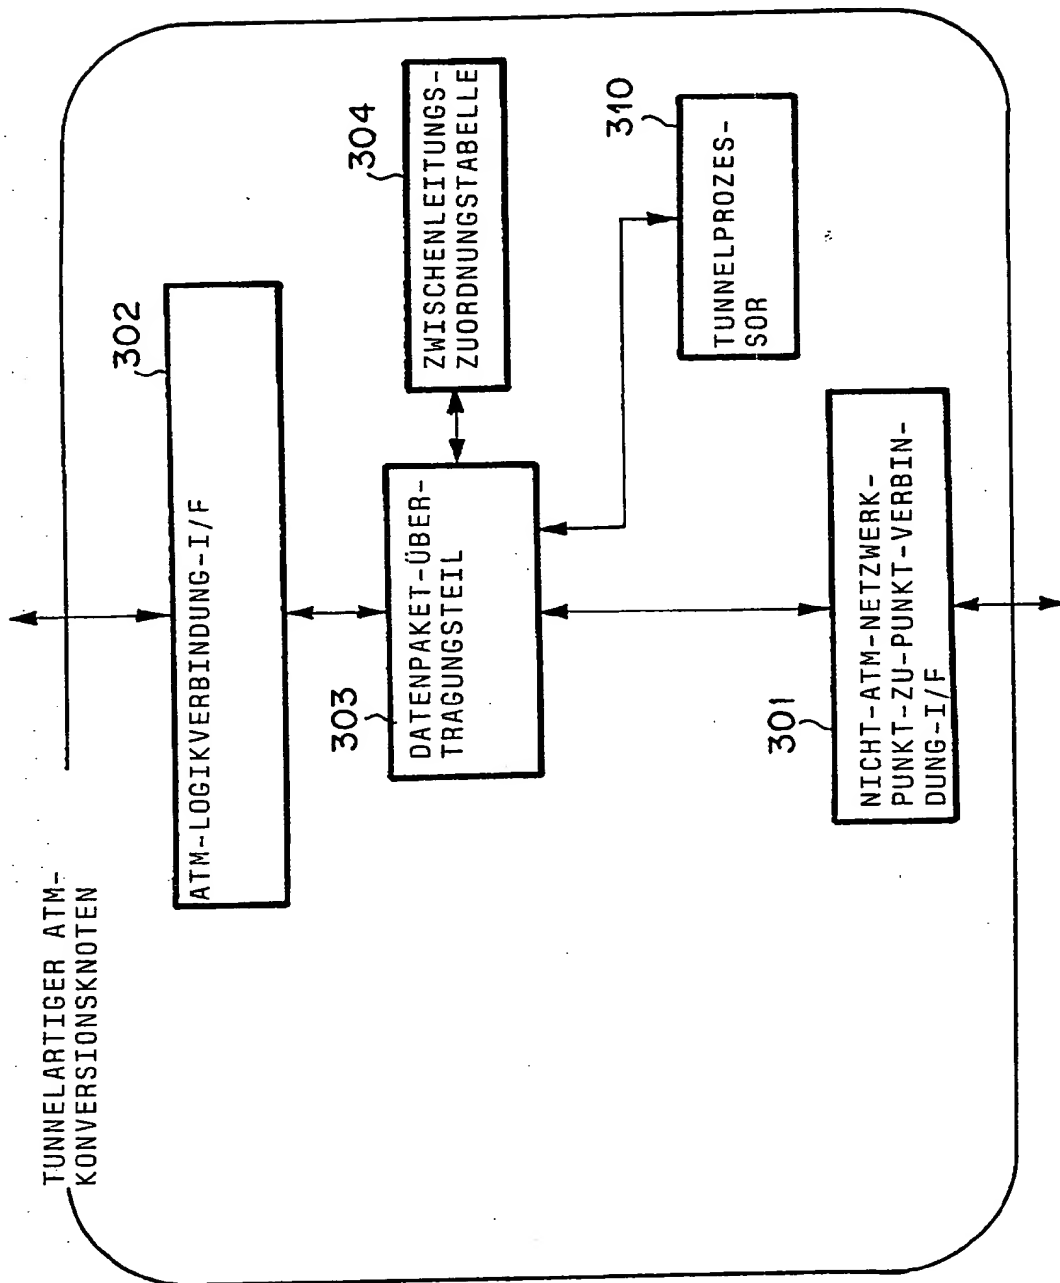 TUNNELARTIGER ATM-
KONVERSIONSKNOTEN
302
ATM-LOGIKVERBINDUNG-I/F
303
DATENPAKET-ÜBER-
TRAGUNGSTEIL
304
ZWISCHENLEITUNGS-
ZUORDNUNGSTABELLE
310
TUNNELPROZES-
SOR
301
NICHT-ATM-NETZWERK-
PUNKT-ZU-PUNKT-VERBIN-
DUNG-I/F